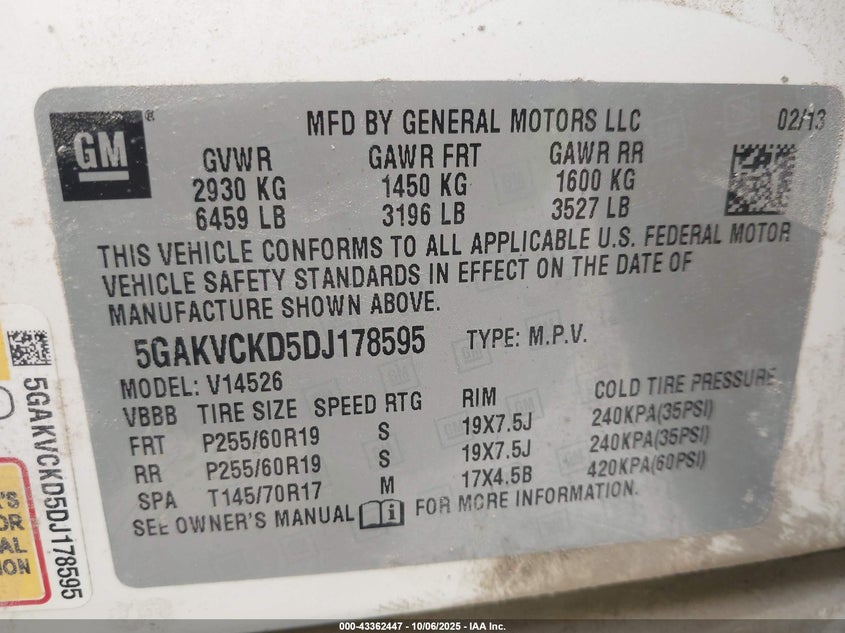 GM
®
MFD BY GENERAL MOTORS LLC
02/13
GVWR GAWR FRT GAWR RR
2930 KG 1450 KG 1600 KG
6459 LB 3196 LB 3527 LB
THIS VEHICLE CONFORMS TO ALL APPLICABLE U.S. FEDERAL MOTOR
VEHICLE SAFETY STANDARDS IN EFFECT ON THE DATE OF
MANUFACTURE SHOWN ABOVE.
5GAKVCKD5DJ178595 TYPE: M.P.V.
MODEL: V14526
VBBB TIRE SIZE SPEED RTG RIM COLD TIRE PRESSURE
FRT P255/60R19 S 19X7.5J 240KPA(35PSI)
RR P255/60R19 S 19X7.5J 240KPA(35PSI)
SPA T145/70R17 M 17X4.5B 420KPA(60PSI)
SEE OWNER'S MANUAL i FOR MORE INFORMATION.
5GAKVCKD5DJ178595
000-43362447 - 10/06/2025 - IAA Inc.